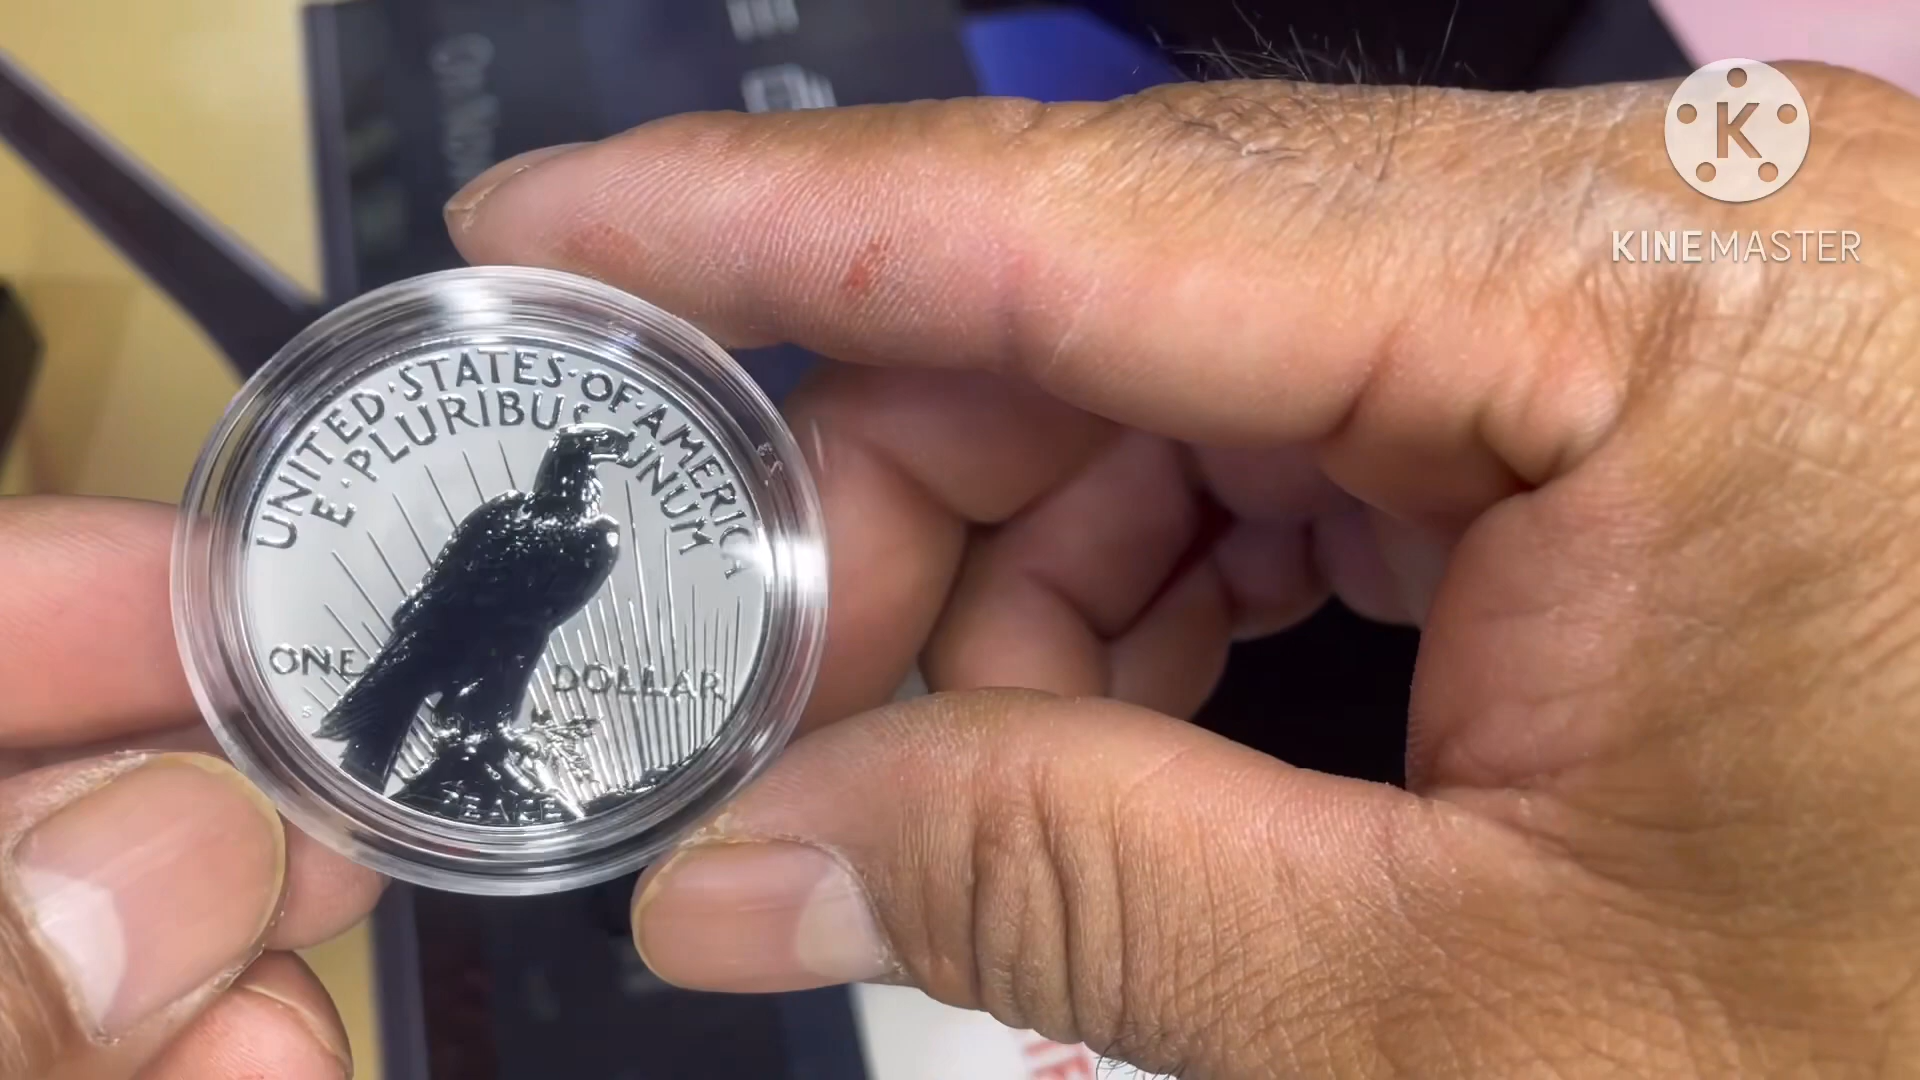 UNITED·STATES·OF·AMERICA
E·PLURIBUS UNUM
ONE DOLLAR
S
PEACE
K
KINEMASTER